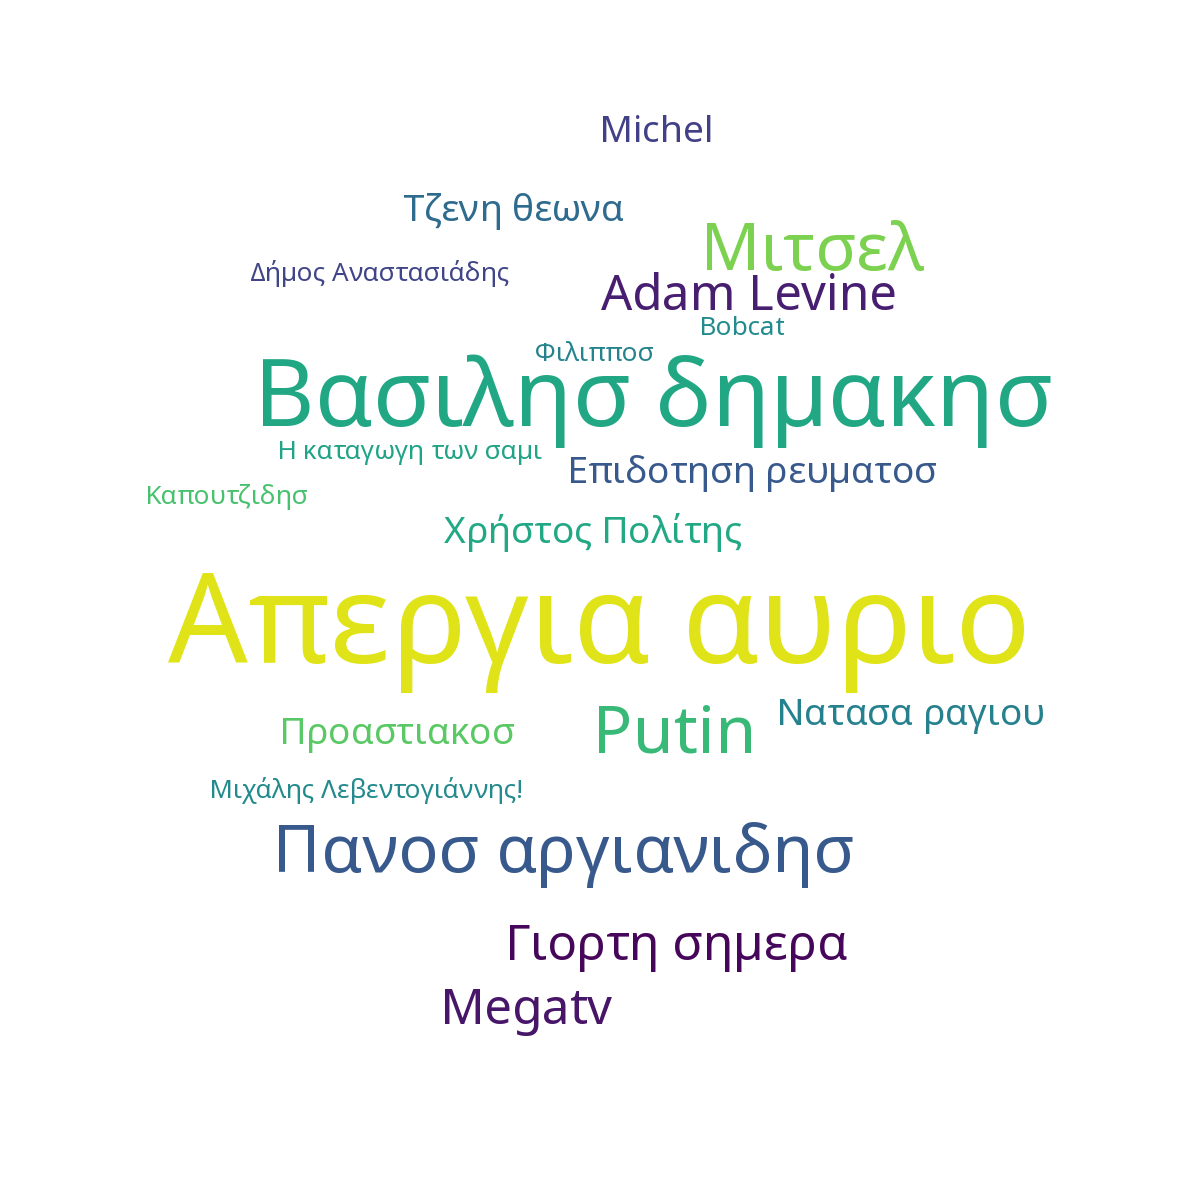 Michel
Τζενη θεωνα
Μιτσελ
Δήμος Αναστασιάδης
Adam Levine
Bobcat
Φιλιπποσ
Βασιλησ δημακησ
Η καταγωγη των σαμι
Επιδοτηση ρευματοσ
Καπουτζιδησ
Χρήστος Πολίτης
Απεργια αυριο
Νατασα ραγιου
Προαστιακοσ
Putin
Μιχάλης Λεβεντογιάννης!
Πανοσ αργιανιδησ
Γιορτη σημερα
Megatv